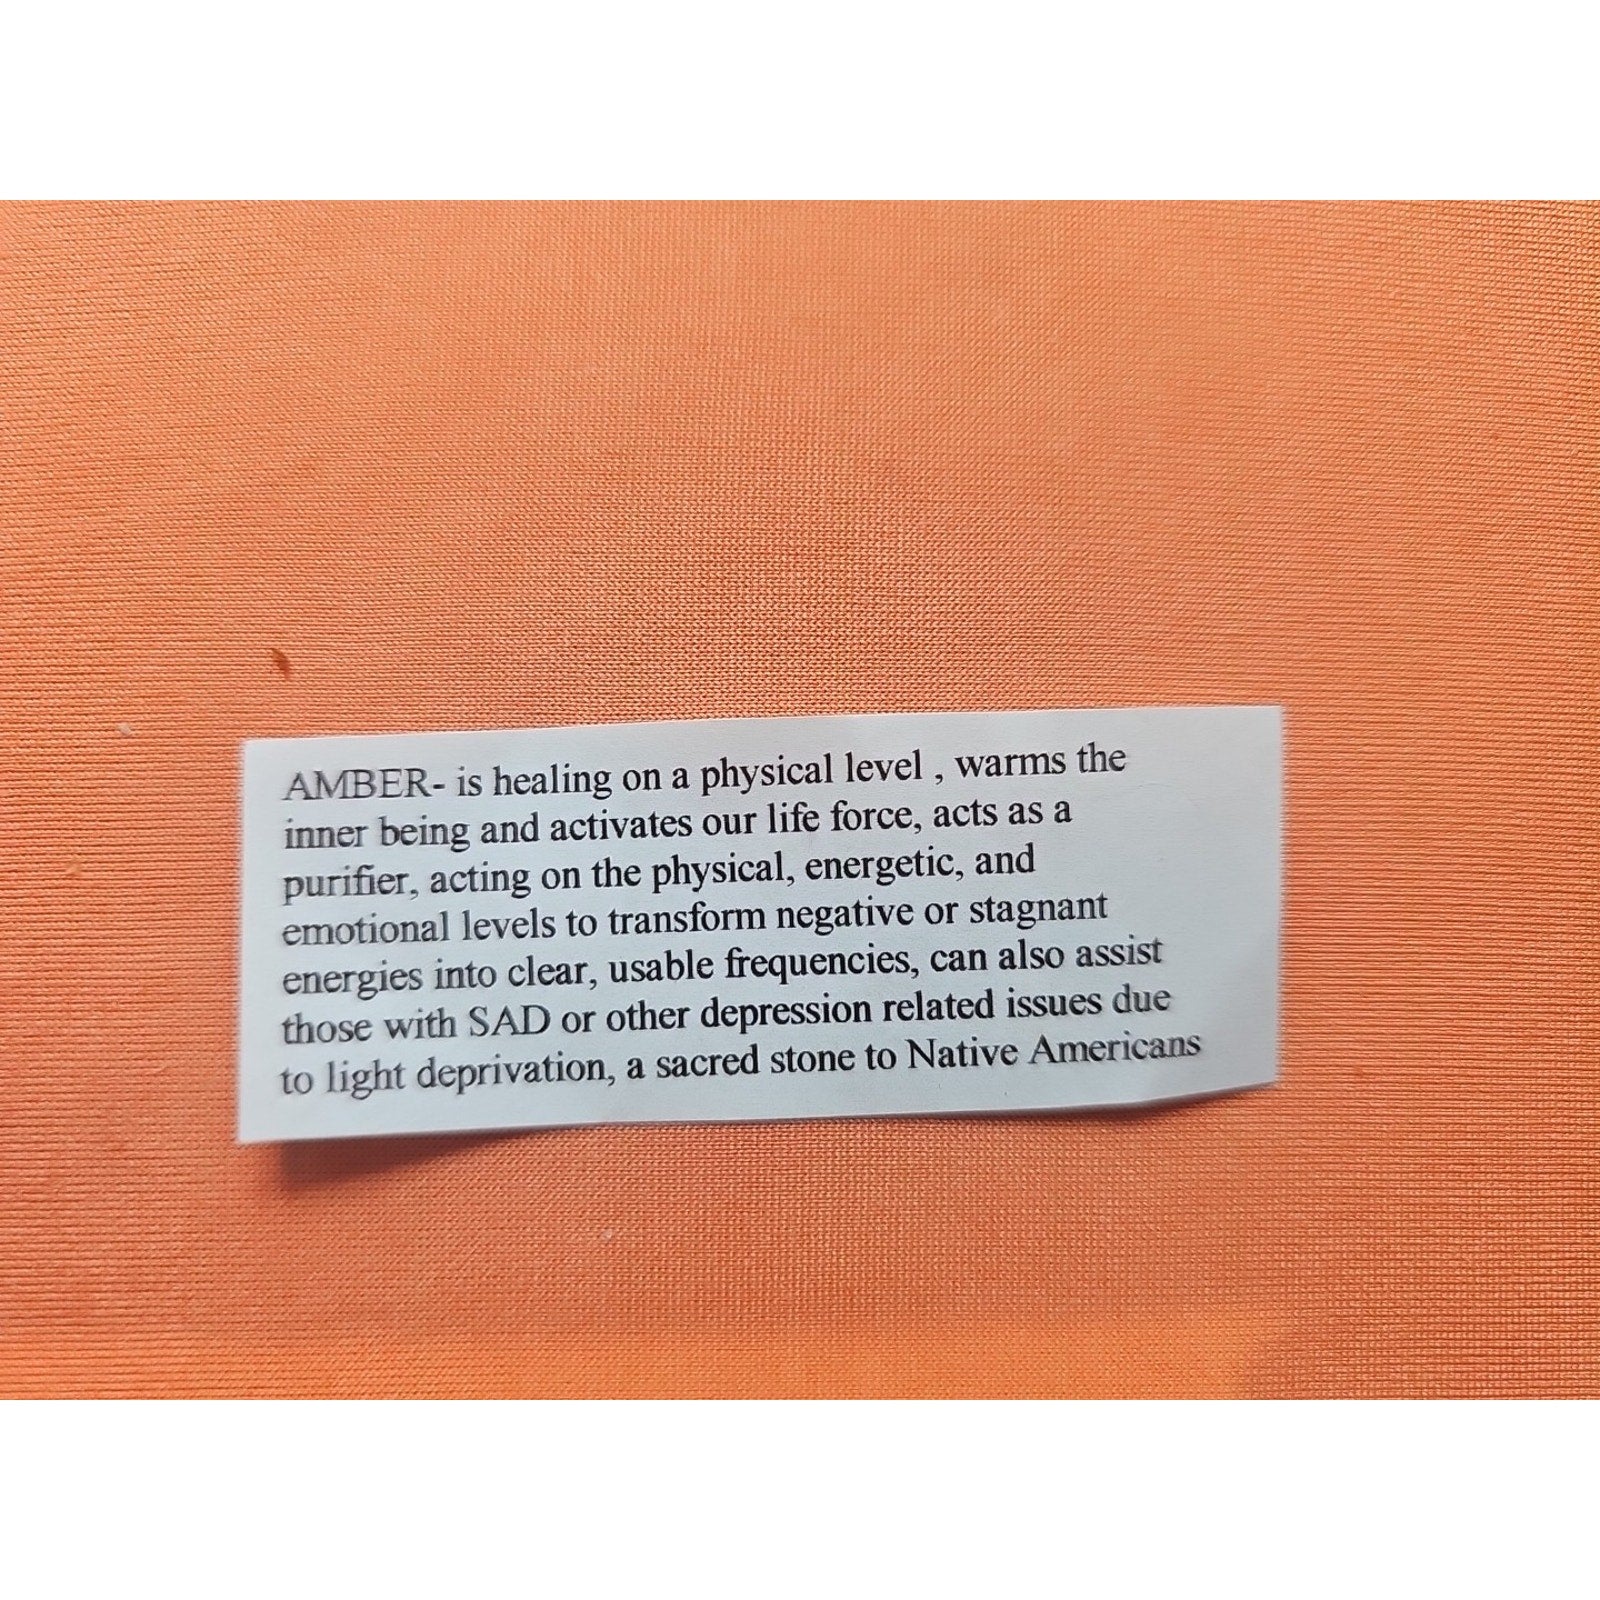 AMBER- is healing on a physical level , warms the
inner being and activates our life force, acts as a
purifier, acting on the physical, energetic, and
emotional levels to transform negative or stagnant
energies into clear, usable frequencies, can also assist
those with SAD or other depression related issues due
to light deprivation, a sacred stone to Native Americans